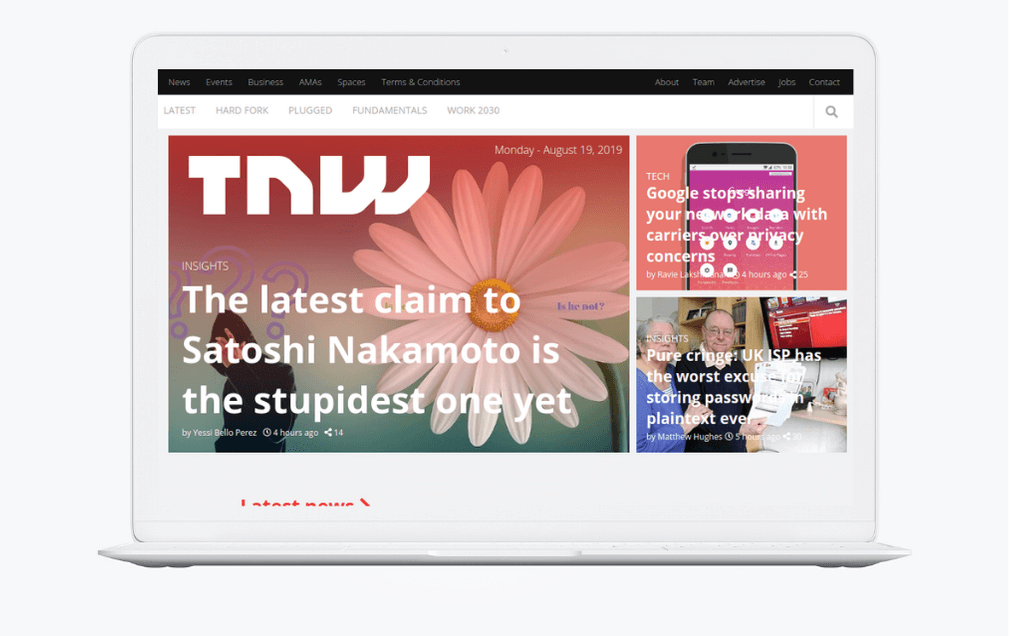 News Events Business AMAs Spaces Terms & Conditions About Team Advertise Jobs Contact
LATEST HARD FORK PLUGGED FUNDAMENTALS WORK 2030
TNW
Monday - August 19, 2019
INSIGHTS
Is he not?
The latest claim to
Satoshi Nakamoto is
the stupidest one yet
by Yessi Bello Perez 4 hours ago 14
TECH
Google stops sharing
your network data with
carriers over privacy
concerns
by Ravie 4 hours ago 25
INSIGHTS
Pure cringe: UK ISP has
the worst excuse for
storing passwords in
plaintext ever
by Matthew Hughes 5 hours ago 30
Latest news